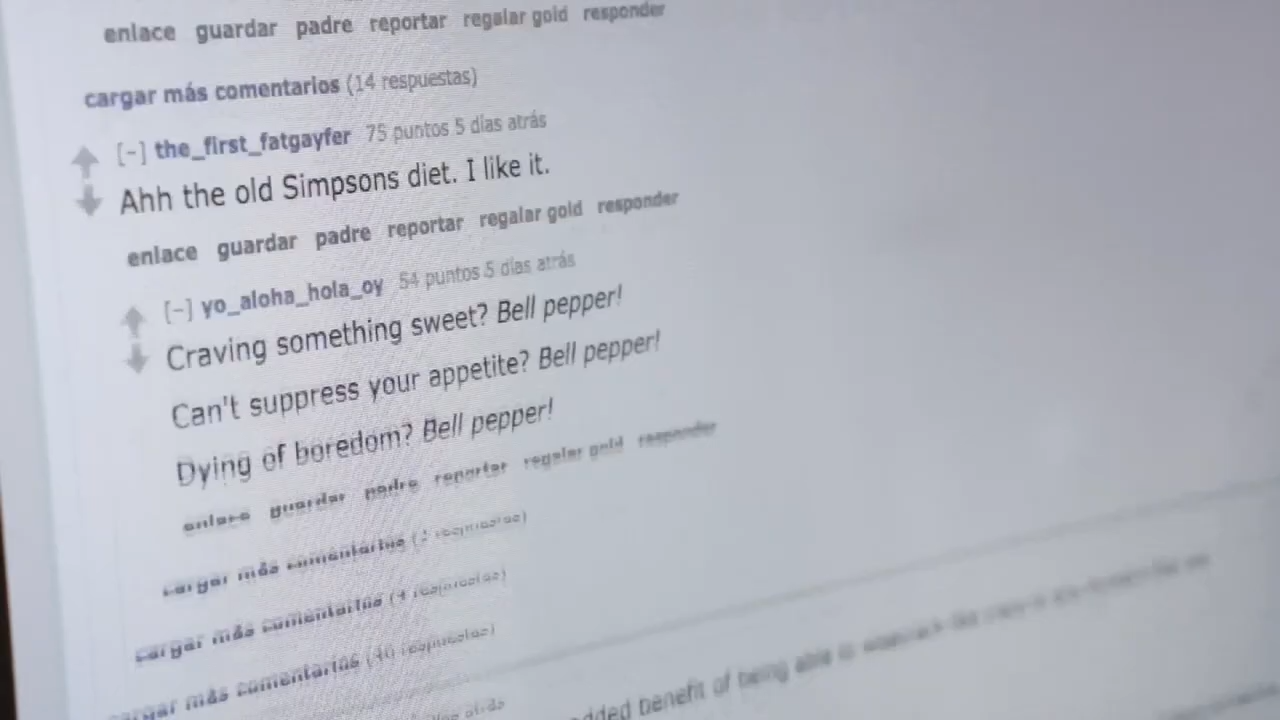 enlace guardar padre reportar regalar gold responder
cargar más comentarios (14 respuestas)
[-] the_first_fatgayfer 75 puntos 5 días atrás
Ahh the old Simpsons diet. I like it.
enlace guardar padre reportar regalar gold responder
[-] yo_aloha_hola_oy 54 puntos 5 días atrás
Craving something sweet? Bell pepper!
Can't suppress your appetite? Bell pepper!
Dying of boredom? Bell pepper!
enlace guardar padre reportar regalar gold responder
cargar más comentarios
cargar más comentarios
cargar más comentarios
atrás
benefit of being able